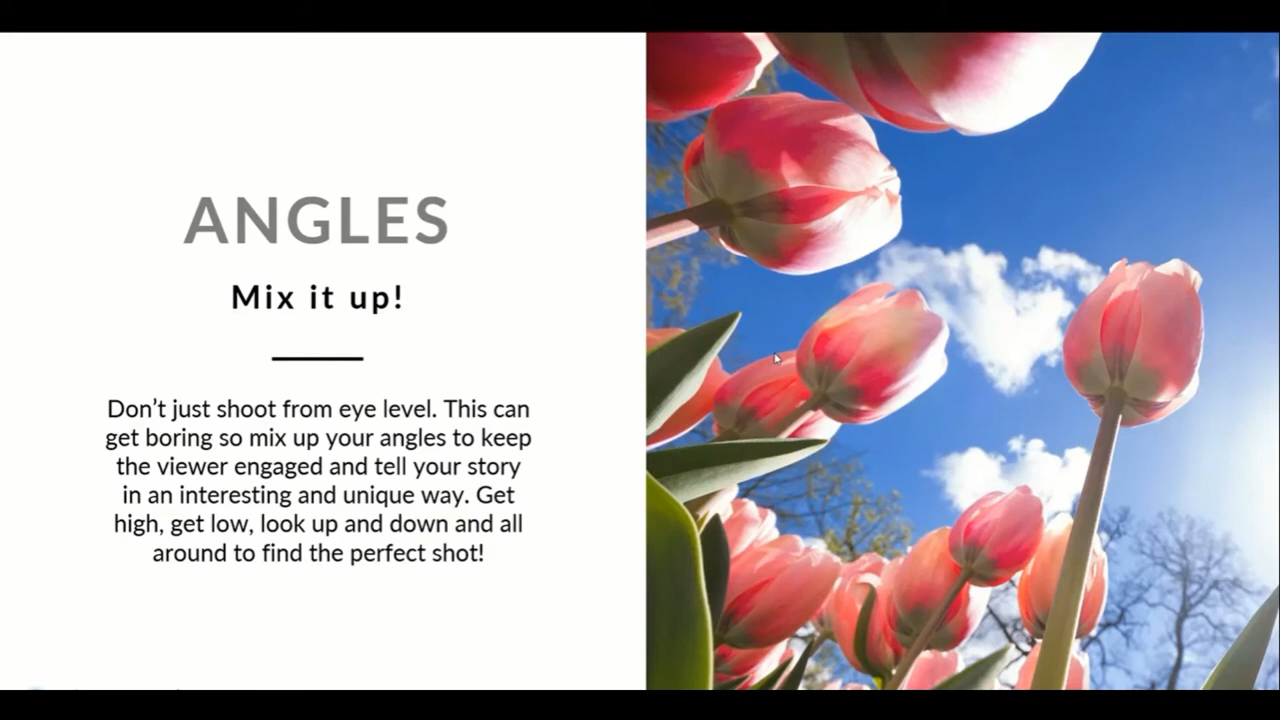 ANGLES
Mix it up!
Don’t just shoot from eye level. This can
get boring so mix up your angles to keep
the viewer engaged and tell your story
in an interesting and unique way. Get
high, get low, look up and down and all
around to find the perfect shot!